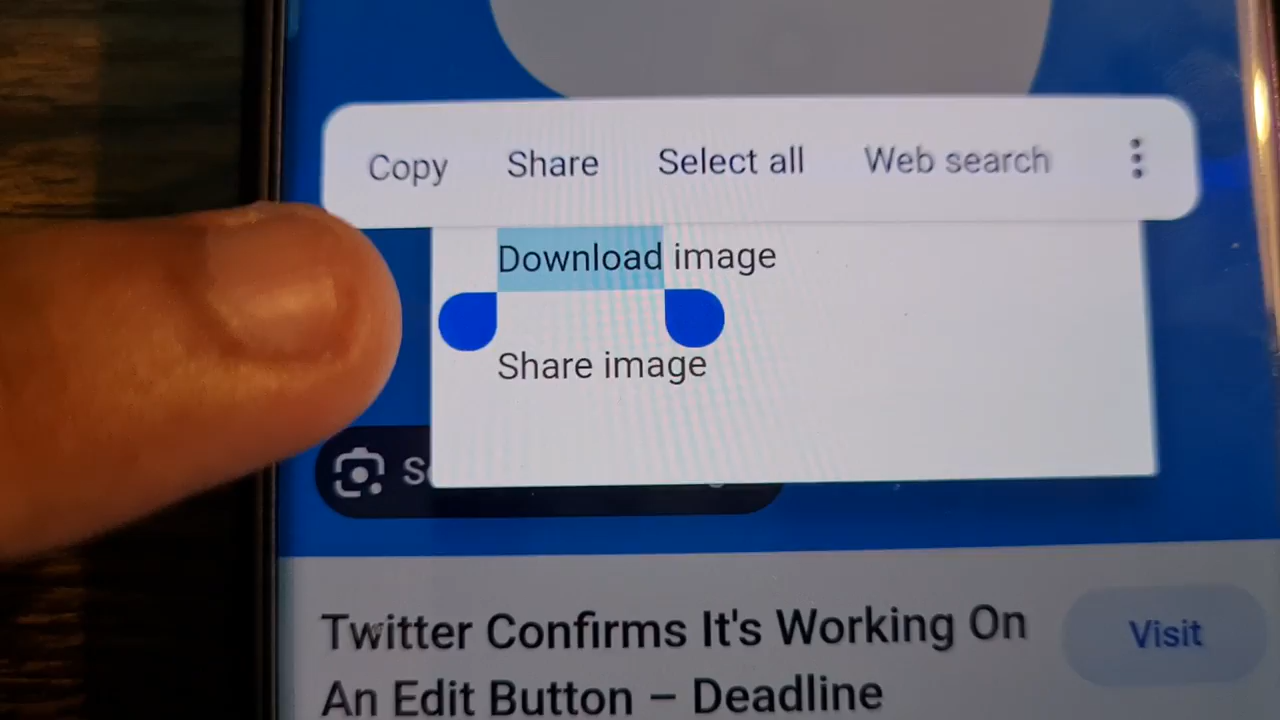 Copy Share Select all Web search
Download image
Share image
Twitter Confirms It's Working On
Visit
An Edit Button – Deadline